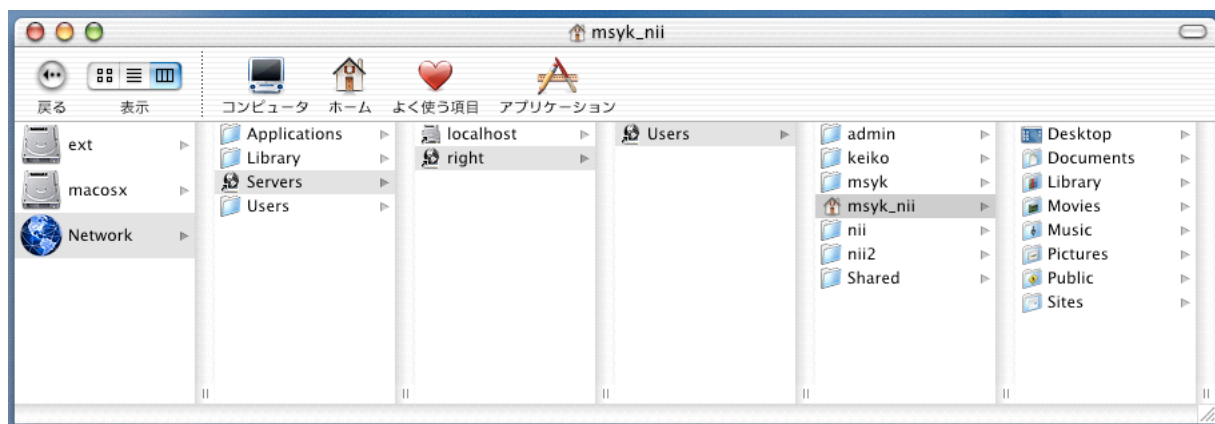 msyk_nii
戻る 表示 コンピュータ ホーム よく使う項目 アプリケーション
ext
macosx
Network
Applications
Library
Servers
Users
localhost
right
Users
admin
keiko
msyk
msyk_nii
nii
nii2
Shared
Desktop
Documents
Library
Movies
Music
Pictures
Public
Sites